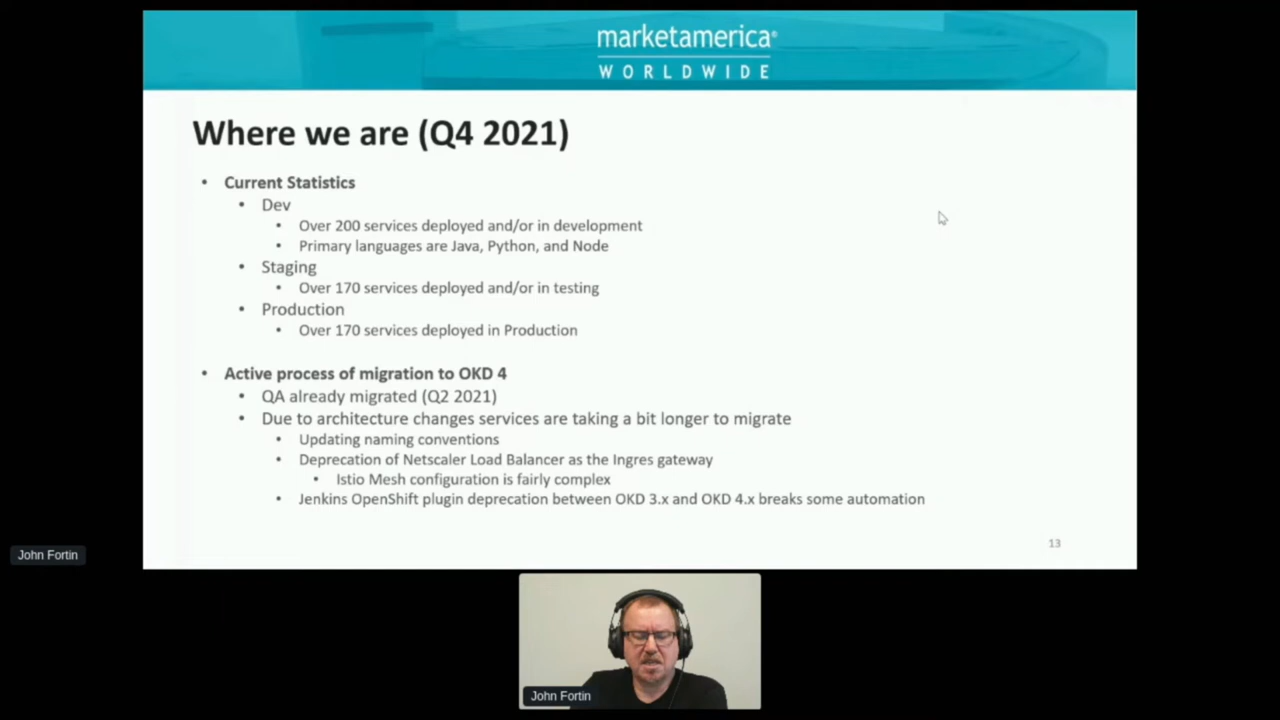 marketamerica®
WORLDWIDE
Where we are (Q4 2021)
• Current Statistics
• Dev
• Over 200 services deployed and/or in development
• Primary languages are Java, Python, and Node
• Staging
• Over 170 services deployed and/or in testing
• Production
• Over 170 services deployed in Production
• Active process of migration to OKD 4
• QA already migrated (Q2 2021)
• Due to architecture changes services are taking a bit longer to migrate
• Updating naming conventions
• Deprecation of Netscaler Load Balancer as the Ingres gateway
• Istio Mesh configuration is fairly complex
• Jenkins OpenShift plugin deprecation between OKD 3.x and OKD 4.x breaks some automation
13
John Fortin
John Fortin